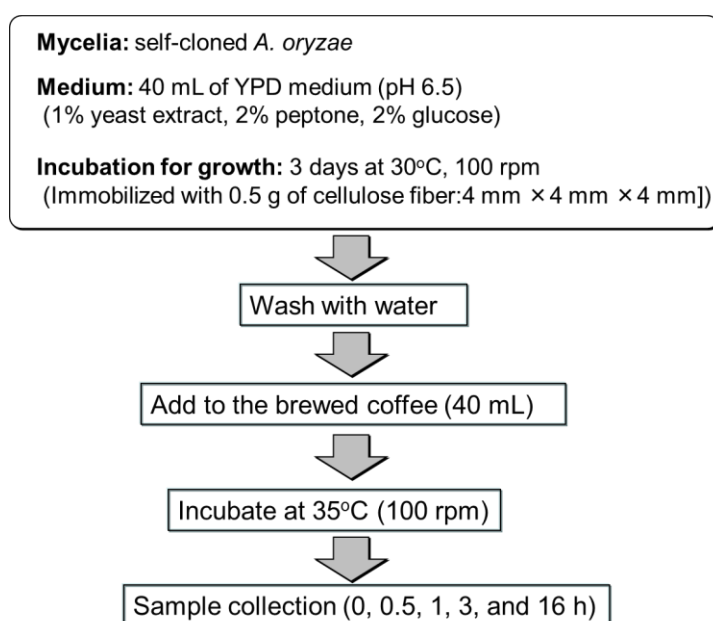 Mycelia: self-cloned A. oryzae
Medium: 40 mL of YPD medium (pH 6.5)
(1% yeast extract, 2% peptone, 2% glucose)
Incubation for growth: 3 days at 30°C, 100 rpm
(Immobilized with 0.5 g of cellulose fiber:4 mm ×4 mm ×4 mm])
Wash with water
Add to the brewed coffee (40 mL)
Incubate at 35°C (100 rpm)
Sample collection (0, 0.5, 1, 3, and 16 h)